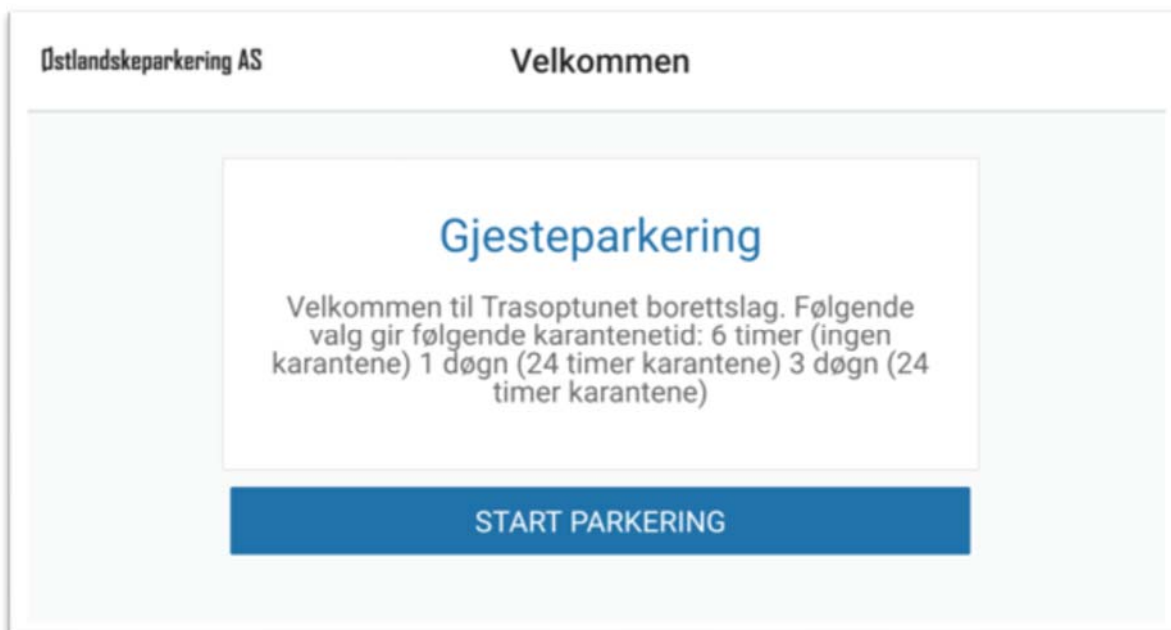 Østlandskeparkering AS
Velkommen
Gjesteparkering
Velkommen til Trasoptunet borettslag. Følgende
valg gir følgende karantenetid: 6 timer (ingen
karantene) 1 døgn (24 timer karantene) 3 døgn (24
timer karantene)
START PARKERING